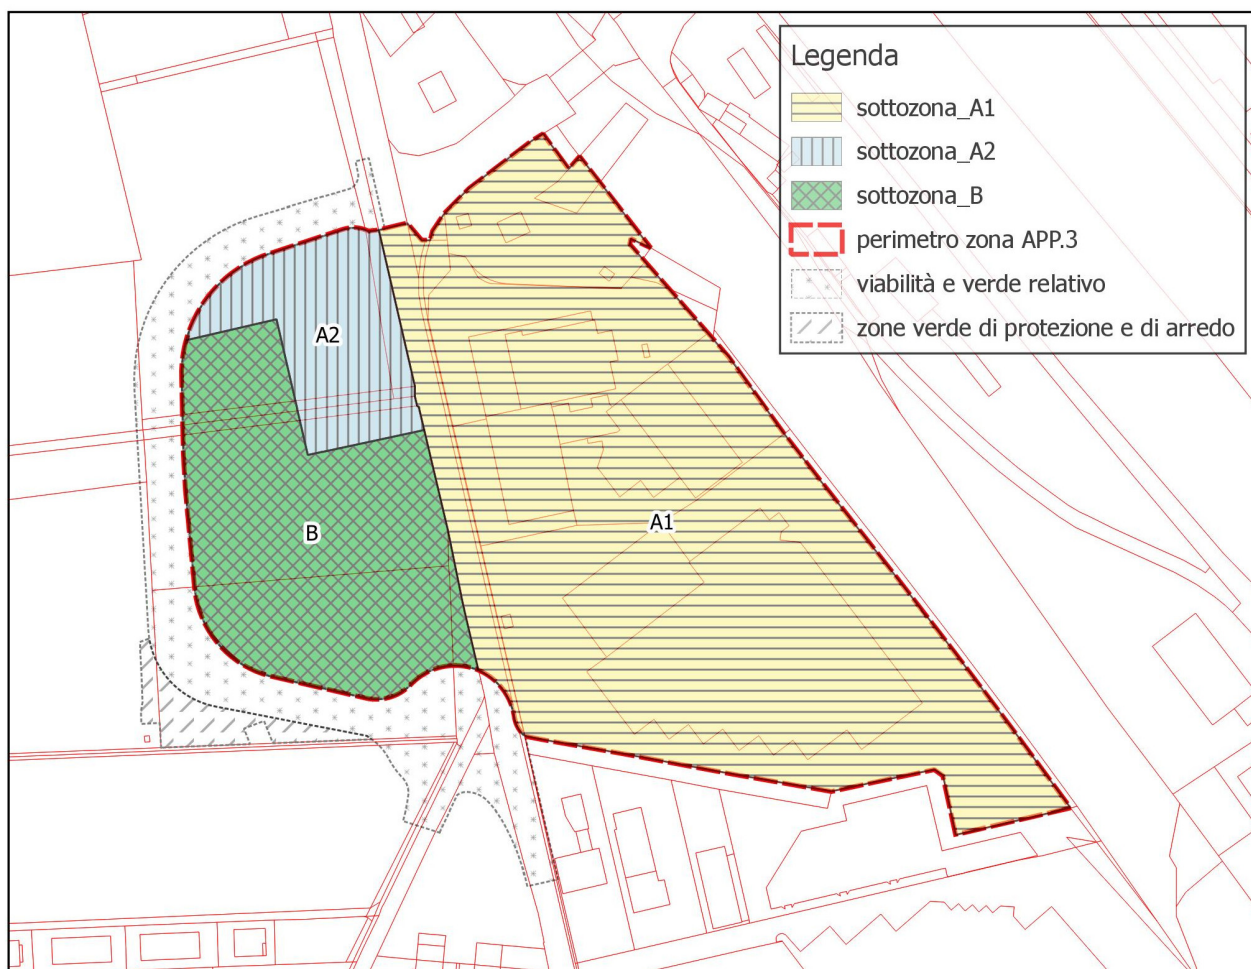 Legenda
sottozona_A1
sottozona_A2
sottozona_B
perimetro zona APP.3
viabilità e verde relativo
zone verde di protezione e di arredo
A2
A1
B